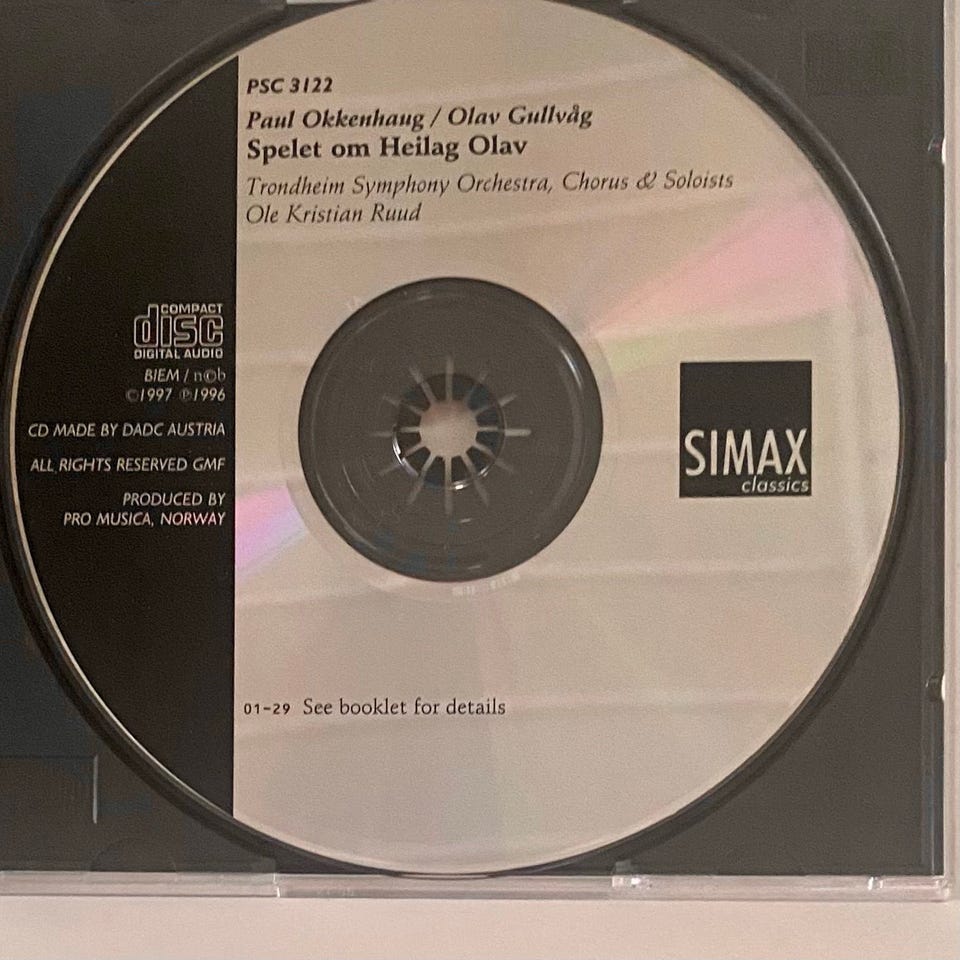 PSC 3122
Paul Okkenhaug / Olav Gullvåg
Spelet om Heilag Olav
Trondheim Symphony Orchestra, Chorus & Soloists
Ole Kristian Ruud
COMPACT
disc
DIGITAL AUDIO
BIEM / n©b
©1997 ℗1996
CD MADE BY DADC AUSTRIA
ALL RIGHTS RESERVED GMF
PRODUCED BY
PRO MUSICA, NORWAY
SIMAX
classics
01-29 See booklet for details